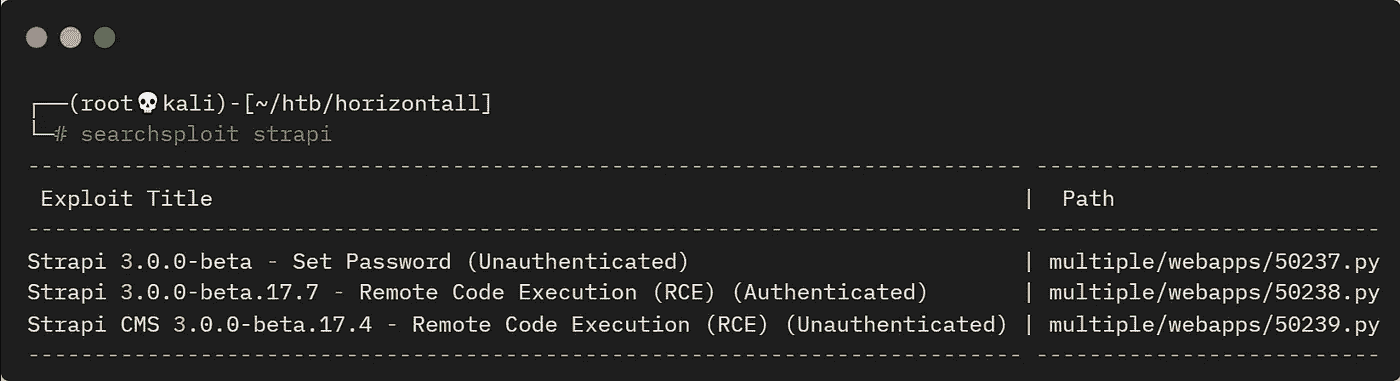 ┌──(root💀kali)-[~/htb/horizontall]
└─# searchsploit strapi
--------------------------------------------------------------------------- --------------------------
 Exploit Title                                                             |  Path
--------------------------------------------------------------------------- --------------------------
Strapi 3.0.0-beta - Set Password (Unauthenticated)                         | multiple/webapps/50237.py
Strapi 3.0.0-beta.17.7 - Remote Code Execution (RCE) (Authenticated)       | multiple/webapps/50238.py
Strapi CMS 3.0.0-beta.17.4 - Remote Code Execution (RCE) (Unauthenticated) | multiple/webapps/50239.py
--------------------------------------------------------------------------- --------------------------